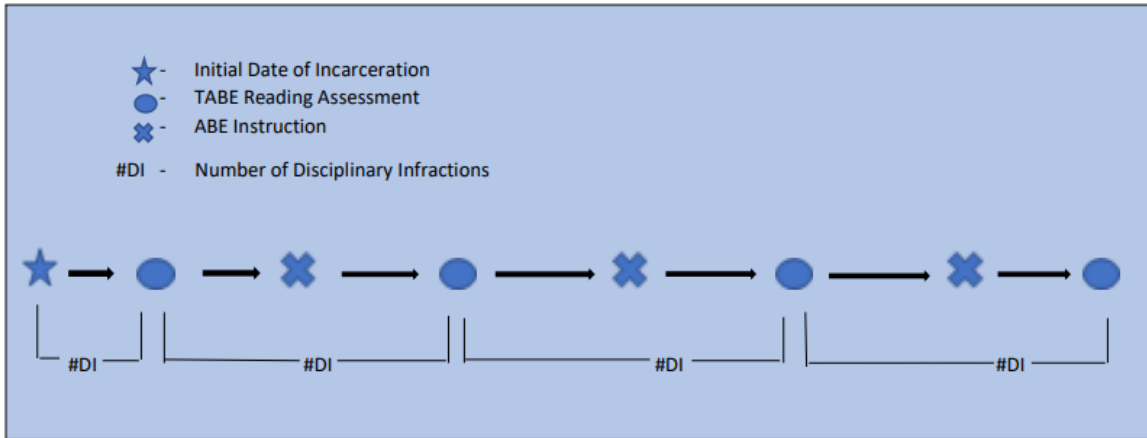 - Initial Date of Incarceration
- TABE Reading Assessment
- ABE Instruction
#DI - Number of Disciplinary Infractions
#DI #DI #DI #DI